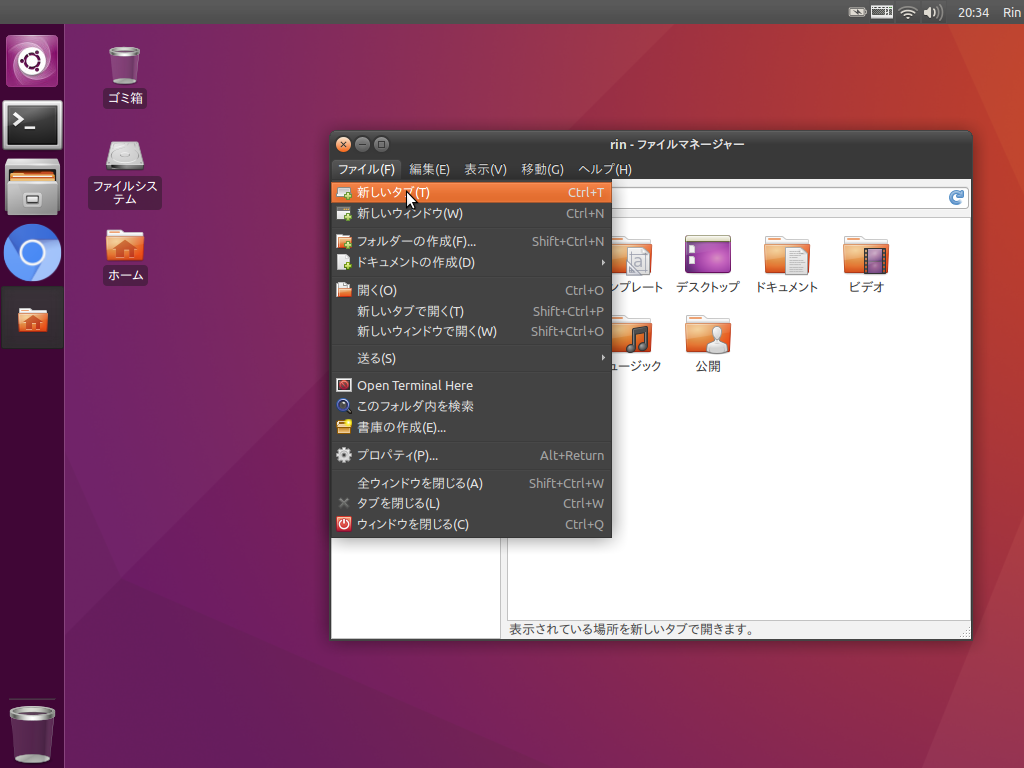 20:34 Rin
ゴミ箱
ファイルシス
テム
ホーム
rin - ファイルマネージャー
ファイル(F) 編集(E) 表示(V) 移動(G) ヘルプ(H)
新しいタブ(T) Ctrl+T
新しいウィンドウ(W) Ctrl+N
フォルダーの作成(F)... Shift+Ctrl+N
ドキュメントの作成(D)
開く(O) Ctrl+O
新しいタブで開く(T) Shift+Ctrl+P
新しいウィンドウで開く(W) Shift+Ctrl+O
送る(S)
Open Terminal Here
このフォルダ内を検索
書庫の作成(E)...
プロパティ(P)... Alt+Return
全ウィンドウを閉じる(A) Shift+Ctrl+W
タブを閉じる(L) Ctrl+W
ウィンドウを閉じる(C) Ctrl+Q
ンプレート デスクトップ ドキュメント ビデオ
ュージック 公開
表示されている場所を新しいタブで開きます。